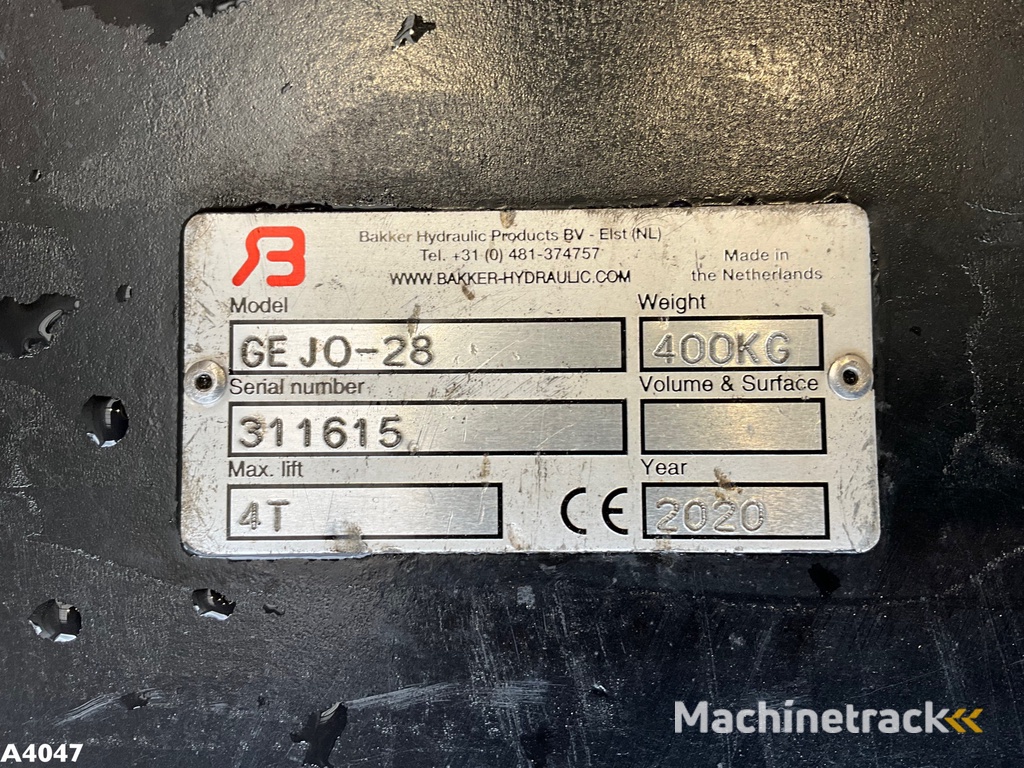 Bakker Hydraulic Products BV - Elst (NL)
Tel. +31 (0) 481-374757
WWW.BAKKER-HYDRAULIC.COM
Made in
the Netherlands
Model
GE JO-28
Weight
400KG
Serial number
311615
Volume & Surface
Max. lift
4T
CE
Year
2020
Machinetrack
A4047